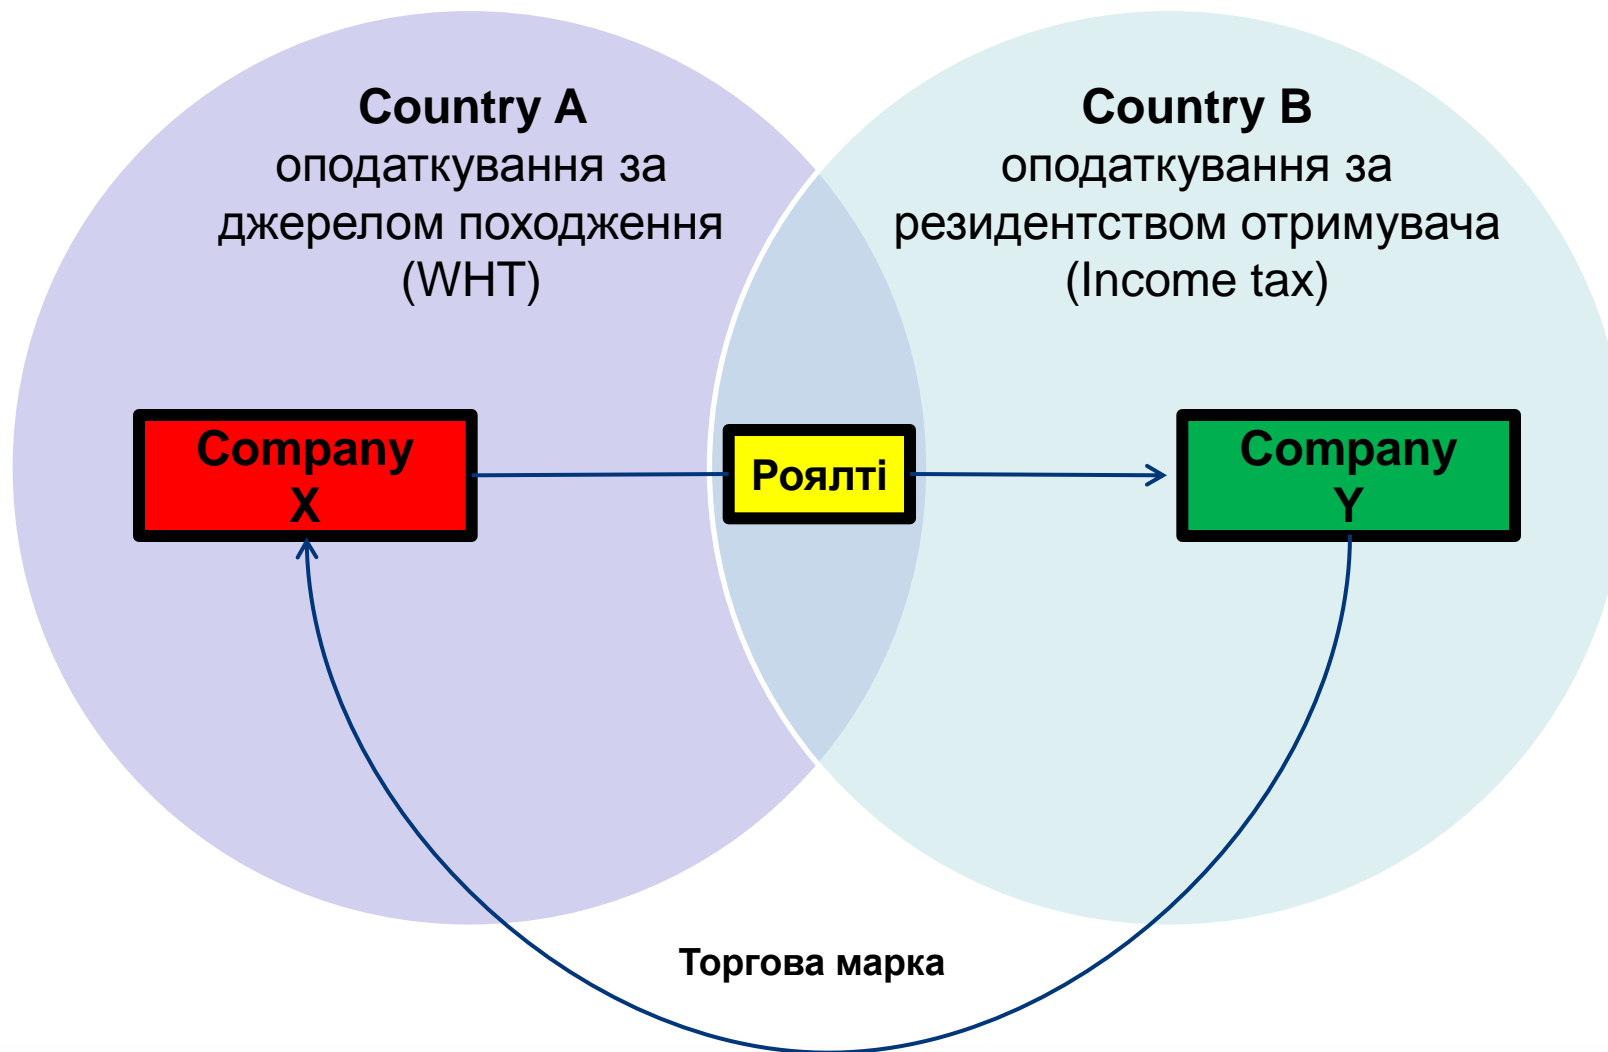 Country A
оподаткування за
джерелом походження
(WHT)
Country B
оподаткування за
резидентством отримувача
(Income tax)
Company
X
Роялті
Company
Y
Торгова марка